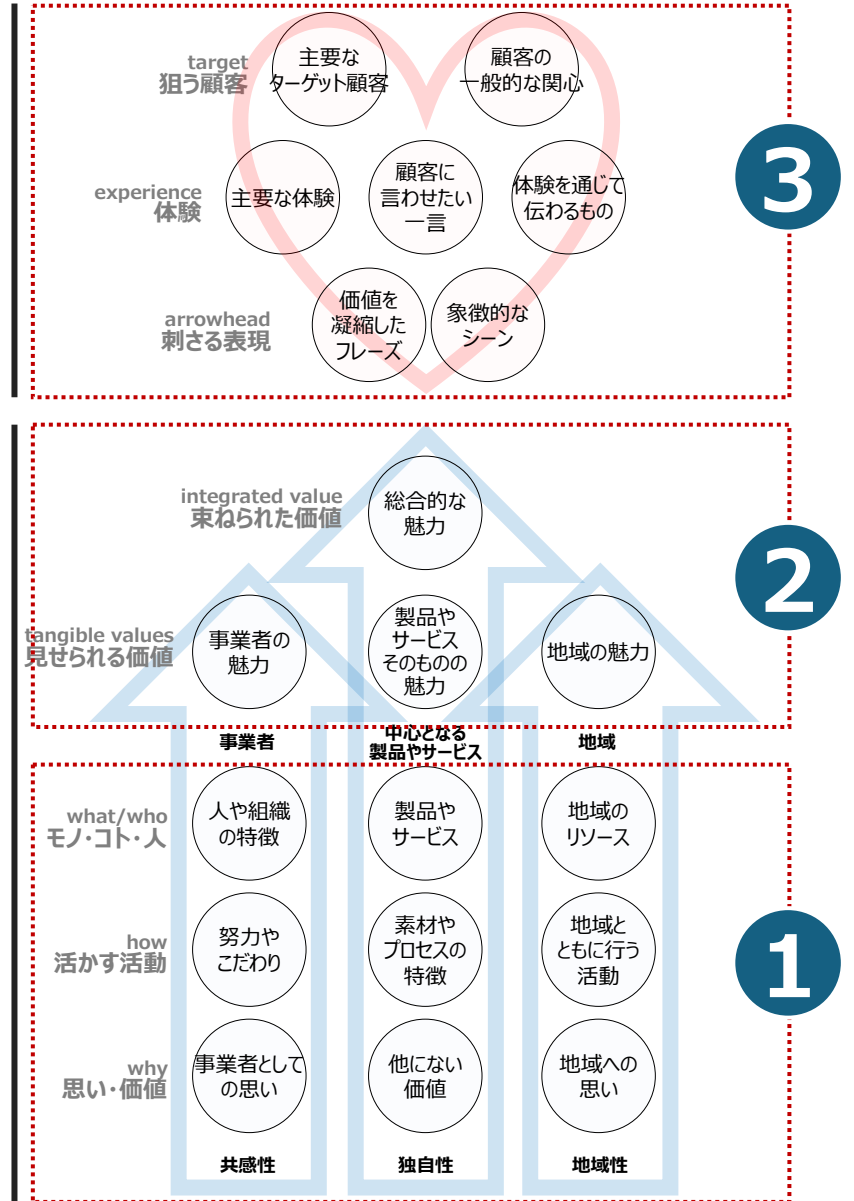 target
狙う顧客
主要な
ターゲット顧客
顧客の
一般的な関心
3
experience
体験
主要な体験
顧客に
言わせたい
一言
体験を通じて
伝わるもの
arrowhead
刺さる表現
価値を
凝縮した
フレーズ
象徴的な
シーン
integrated value
束ねられた価値
総合的な
魅力
2
tangible values
見せられる価値
事業者の
魅力
製品や
サービス
そのものの
魅力
地域の魅力
事業者
中心となる
製品やサービス
地域
what/who
モノ・コト・人
人や組織
の特徴
製品や
サービス
地域の
リソース
how
活かす活動
努力や
こだわり
素材や
プロセスの
特徴
地域と
ともに行う
活動
1
why
思い・価値
事業者として
の思い
他にない
価値
地域への
思い
共感性
独自性
地域性